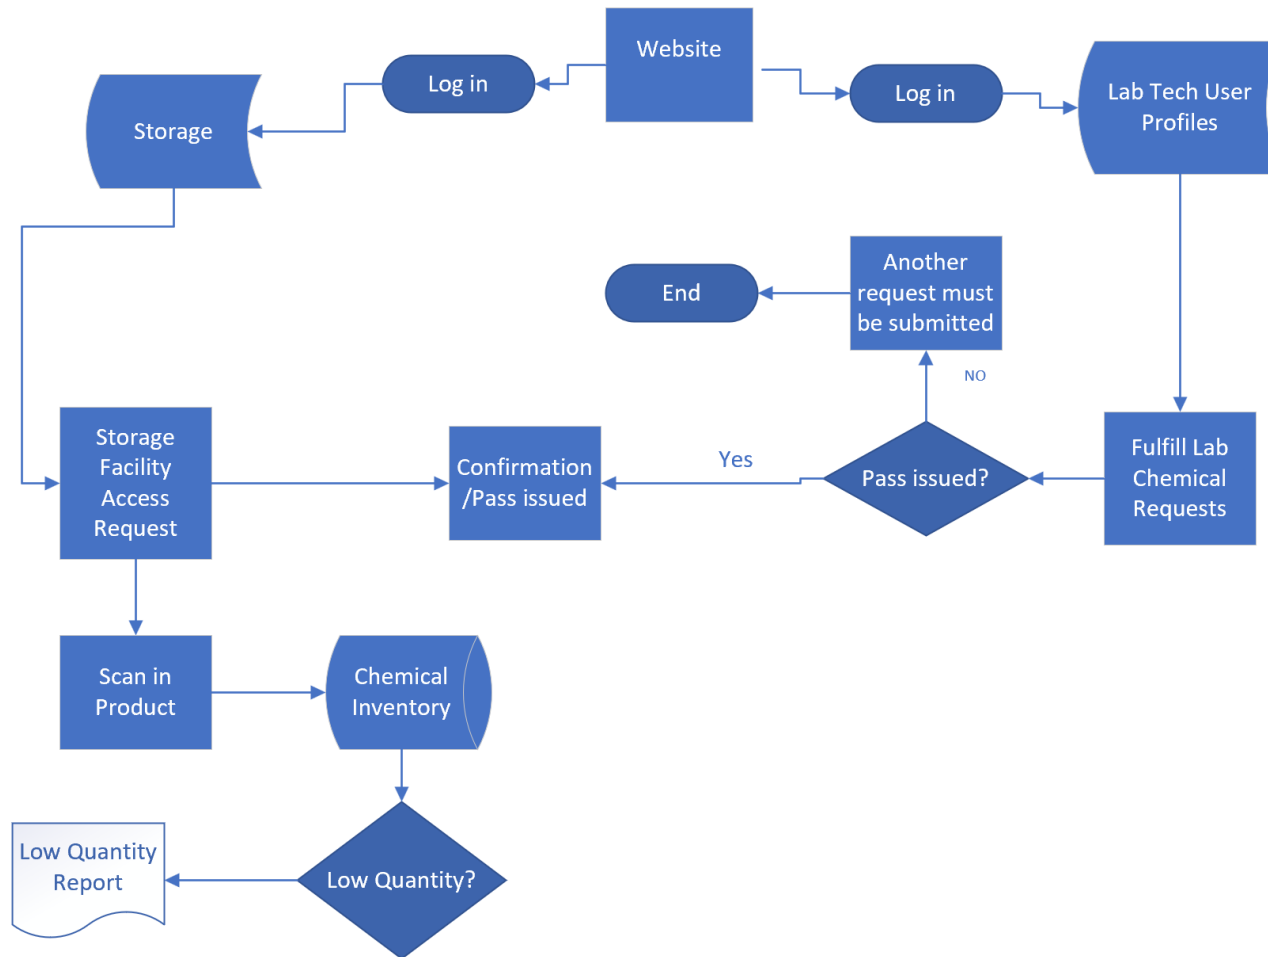 Website
Log in
Log in
Lab Tech User
Profiles
Storage
Another
request must
be submitted
End
NO
Storage
Facility
Access
Request
Confirmation
/Pass issued
Yes
Pass issued?
Fulfill Lab
Chemical
Requests
Scan in
Product
Chemical
Inventory
Low Quantity
Report
Low Quantity?